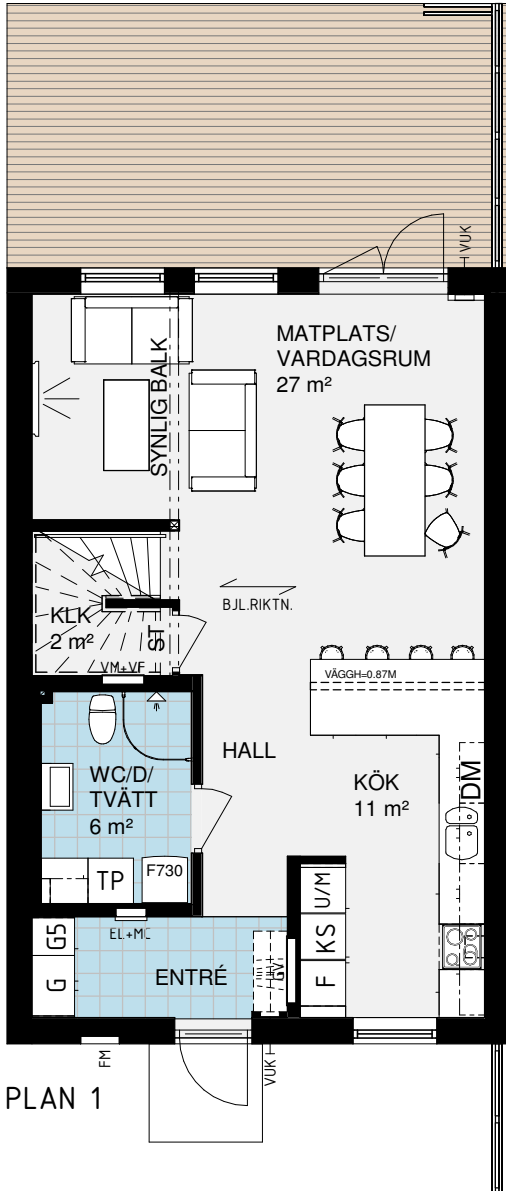 VUK
MATPLATS/
VARDAGSRUM
27 m²
SYNLIG BALK
BJL.RIKTN.
KLK
2 m²
ST
VM+VF
VÄGGH=0.87M
HALL
WC/D/
TVÄTT
6 m²
KÖK
11 m²
DM
TP
F730
U/M
KS
F
EL+MC
G5
G
ENTRÉ
GV
FM
VUK
PLAN 1